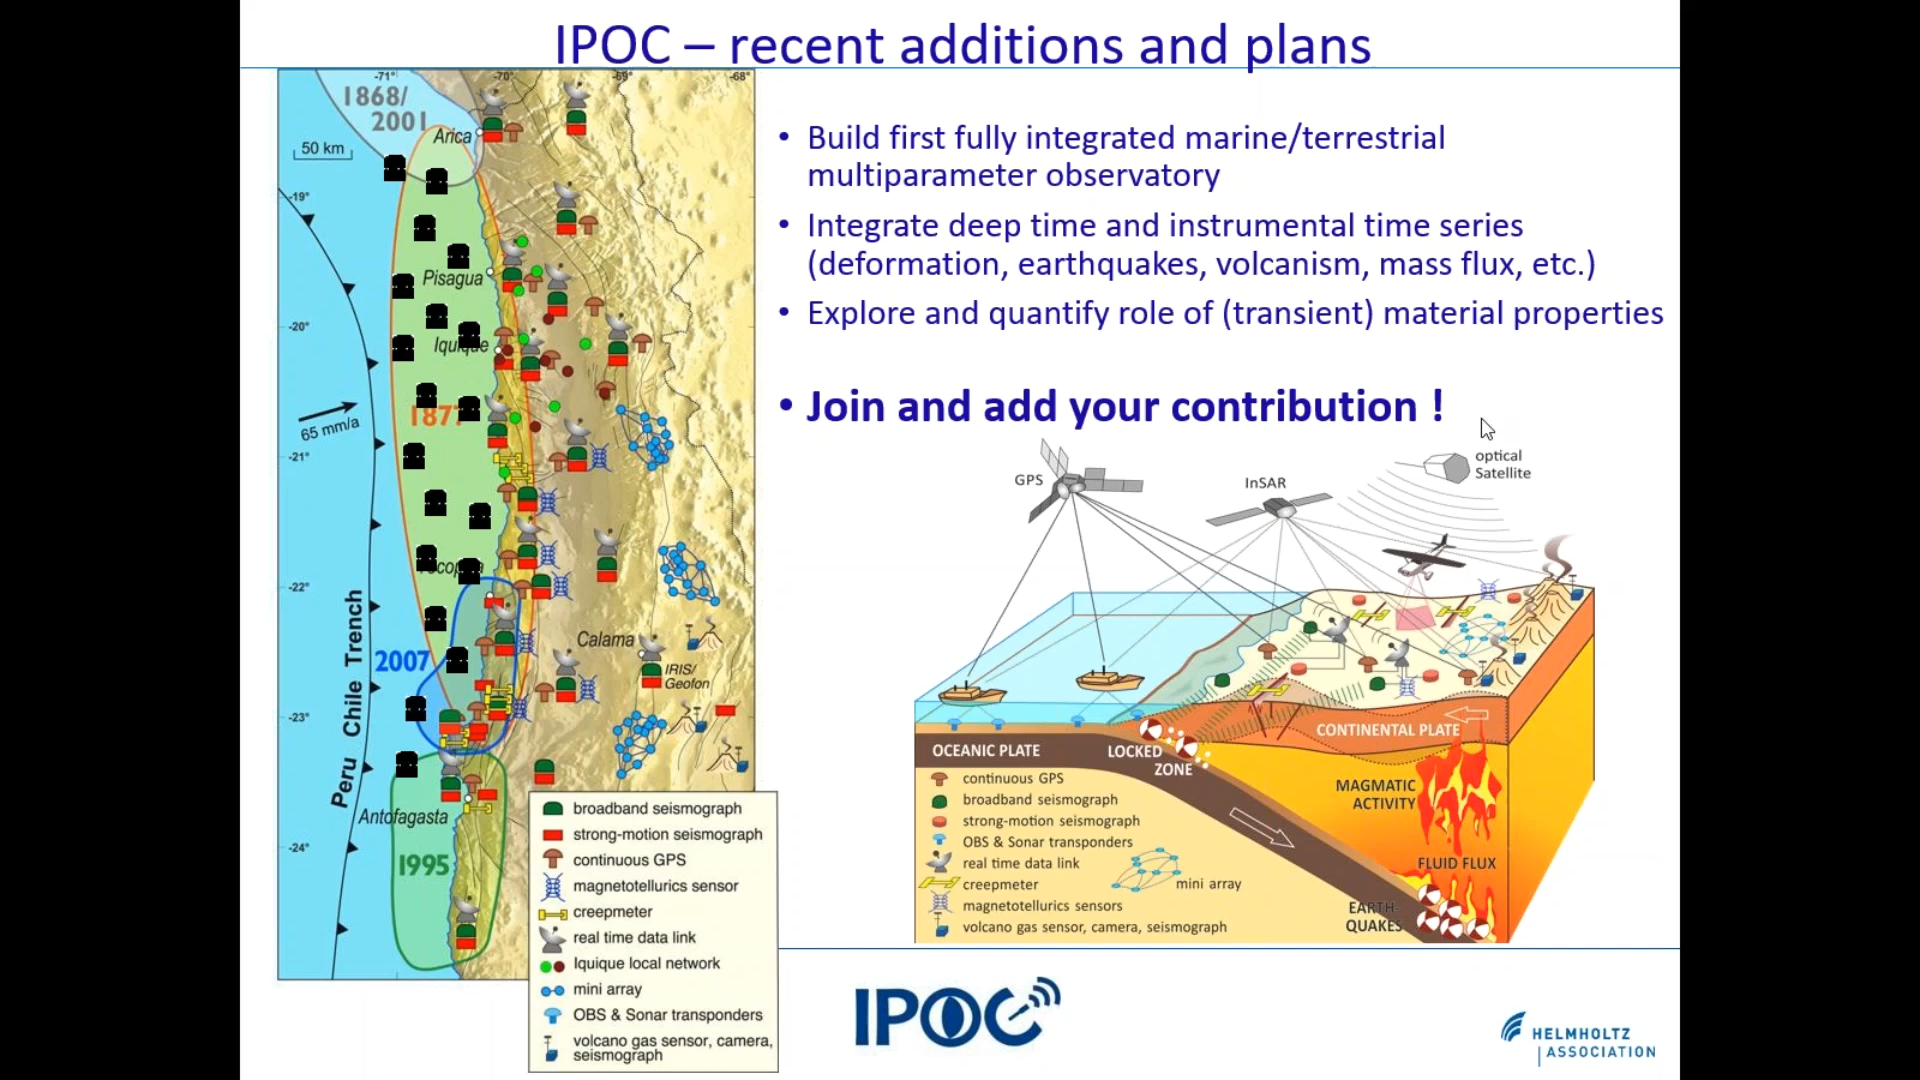 IPOC – recent additions and plans
-71°
-70°
-69°
-68°
1868/
2001
Arica
50 km
-19°
Pisagua
-20°
Iquique
187
65 mm/a
-21°
-22°
Calama
2007
IRIS/
Geofon
-23°
Peru Chile Trench
Antofagasta
-24°
1995
broadband seismograph
strong-motion seismograph
continuous GPS
magnetotellurics sensor
creepmeter
real time data link
Iquique local network
mini array
OBS & Sonar transponders
volcano gas sensor, camera,
seismograph
• Build first fully integrated marine/terrestrial
multiparameter observatory
• Integrate deep time and instrumental time series
(deformation, earthquakes, volcanism, mass flux, etc.)
• Explore and quantify role of (transient) material properties
• Join and add your contribution !
GPS
InSAR
optical
Satellite
OCEANIC PLATE
LOCKED
ZONE
CONTINENTAL PLATE
MAGMATIC
ACTIVITY
FLUID FLUX
EARTH-
QUAKES
continuous GPS
broadband seismograph
strong-motion seismograph
OBS & Sonar transponders
real time data link
creepmeter
mini array
magnetotellurics sensors
volcano gas sensor, camera, seismograph
IPOC
HELMHOLTZ
ASSOCIATION